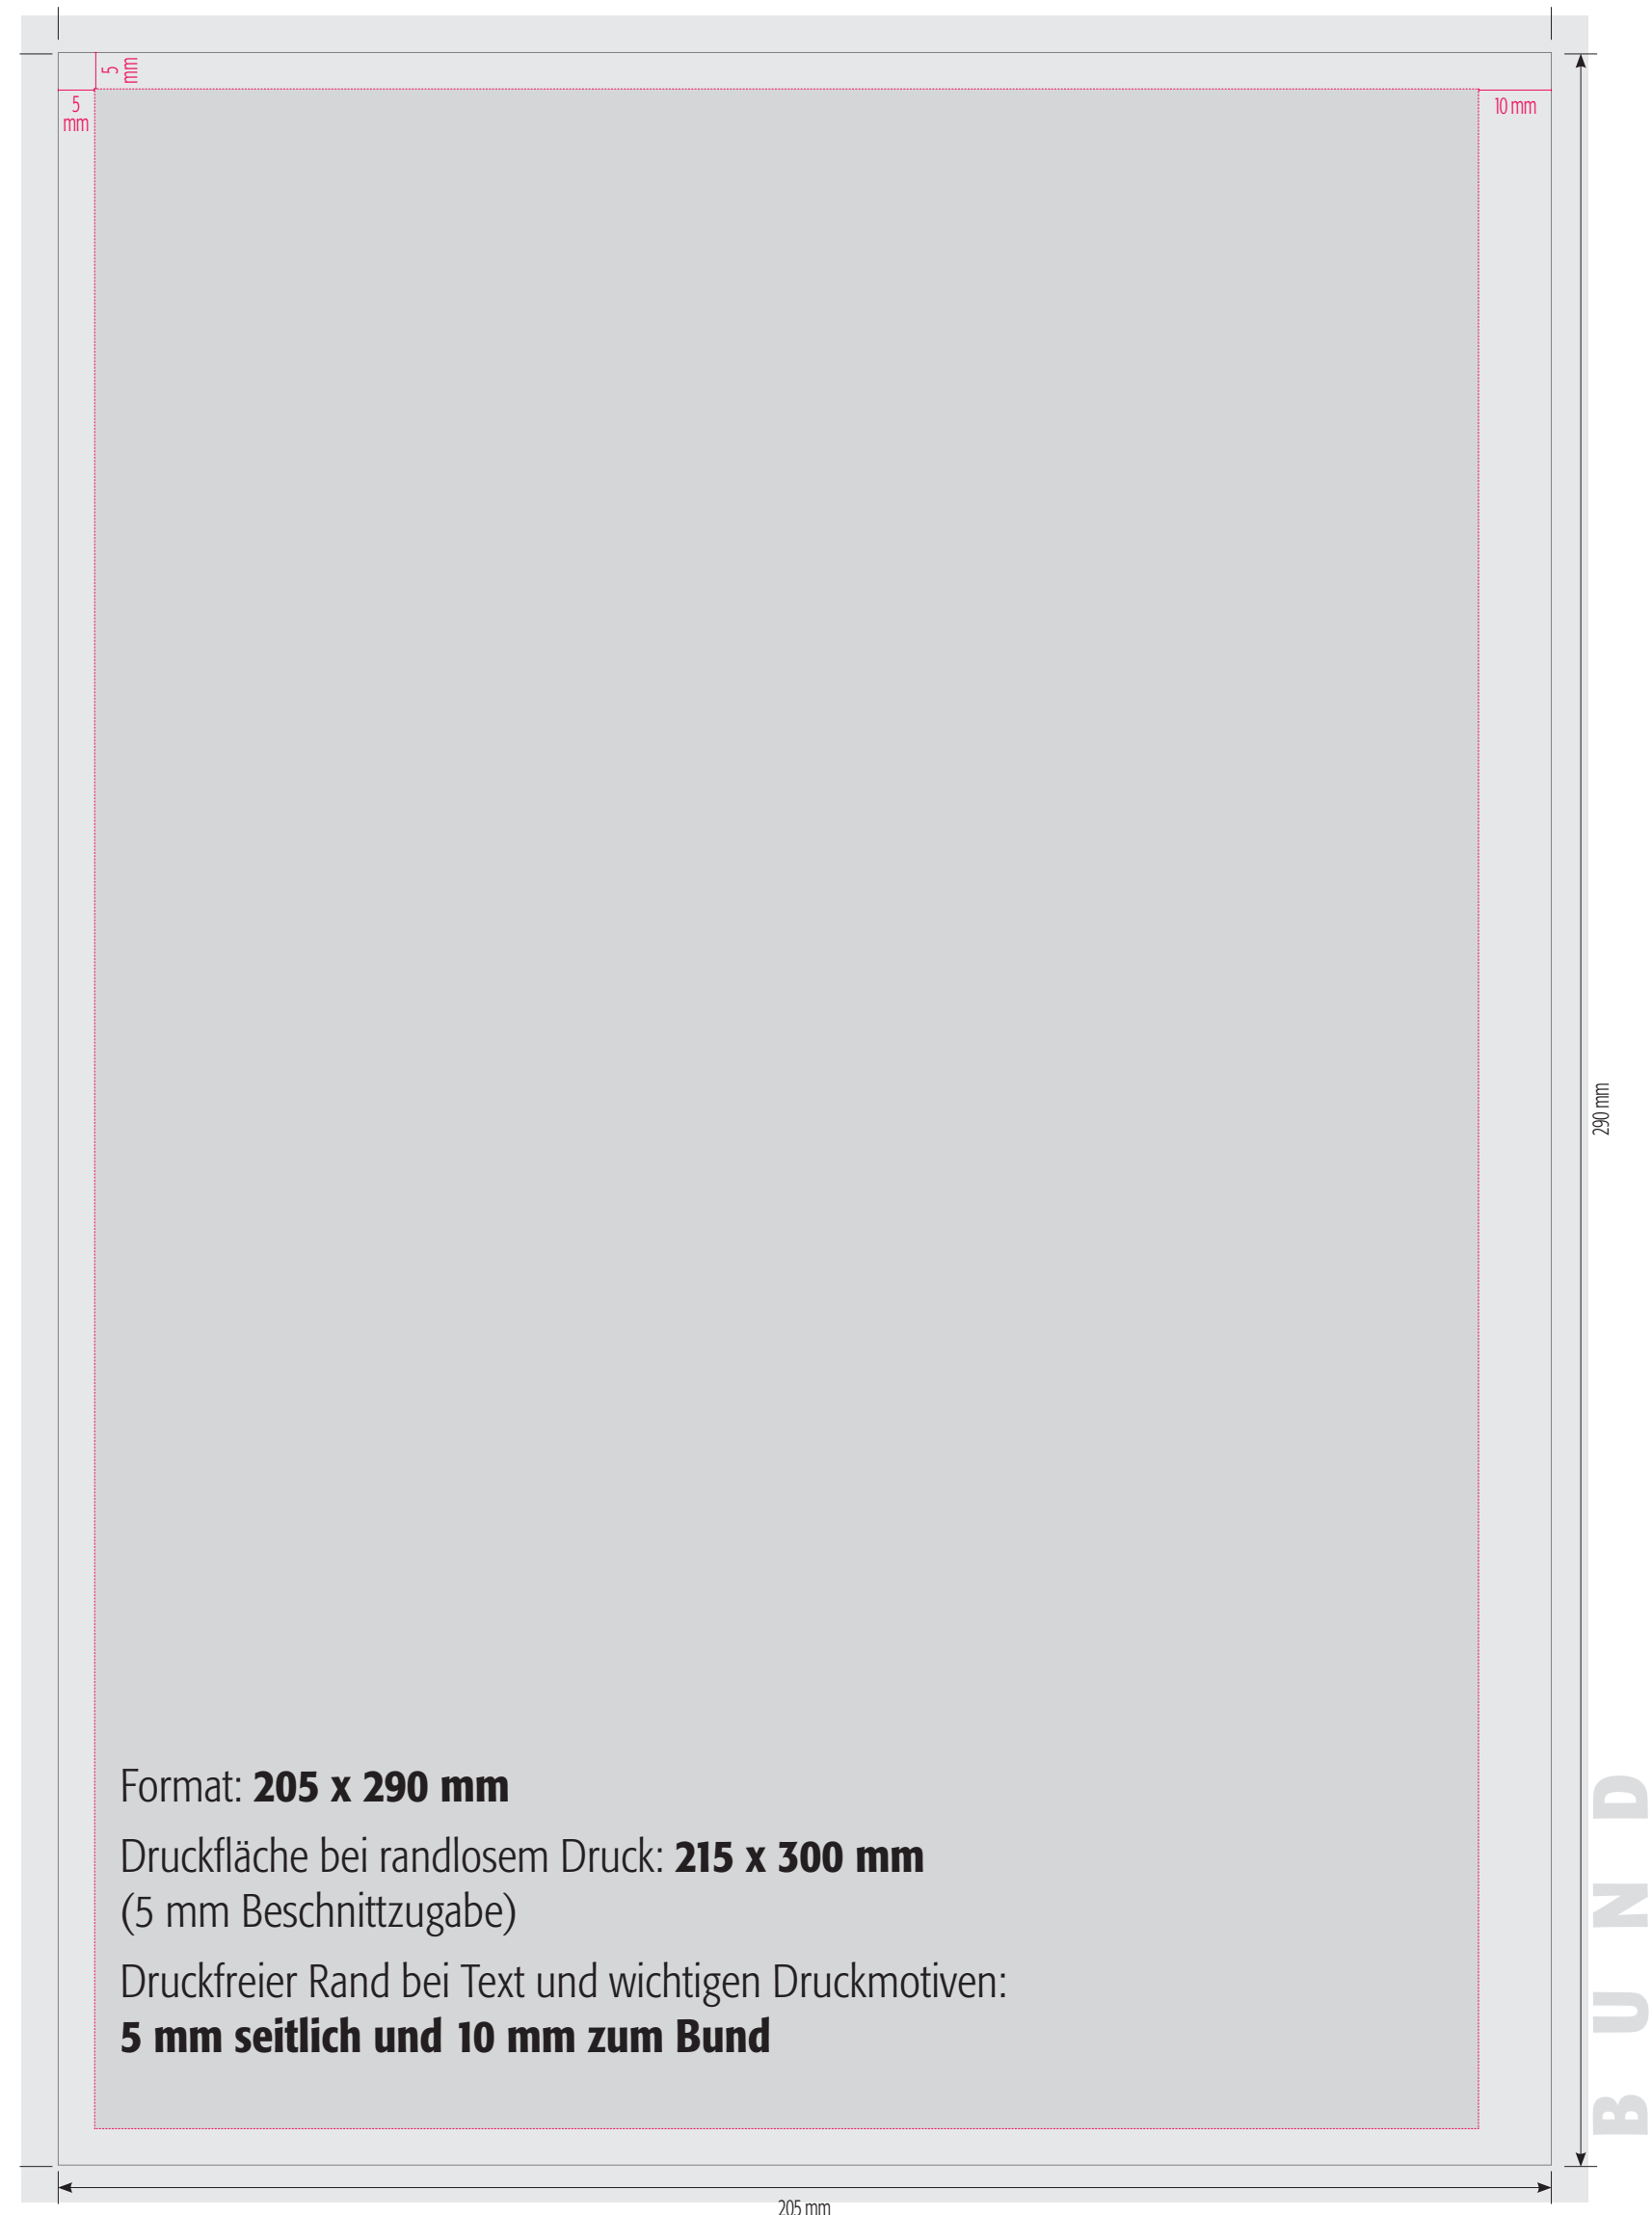 5
mm
5
mm
10 mm
290 mm
Format: 205 x 290 mm
Druckfläche bei randlosem Druck: 215 x 300 mm
(5 mm Beschnittzugabe)
Druckfreier Rand bei Text und wichtigen Druckmotiven:
5 mm seitlich und 10 mm zum Bund
BUND
205 mm